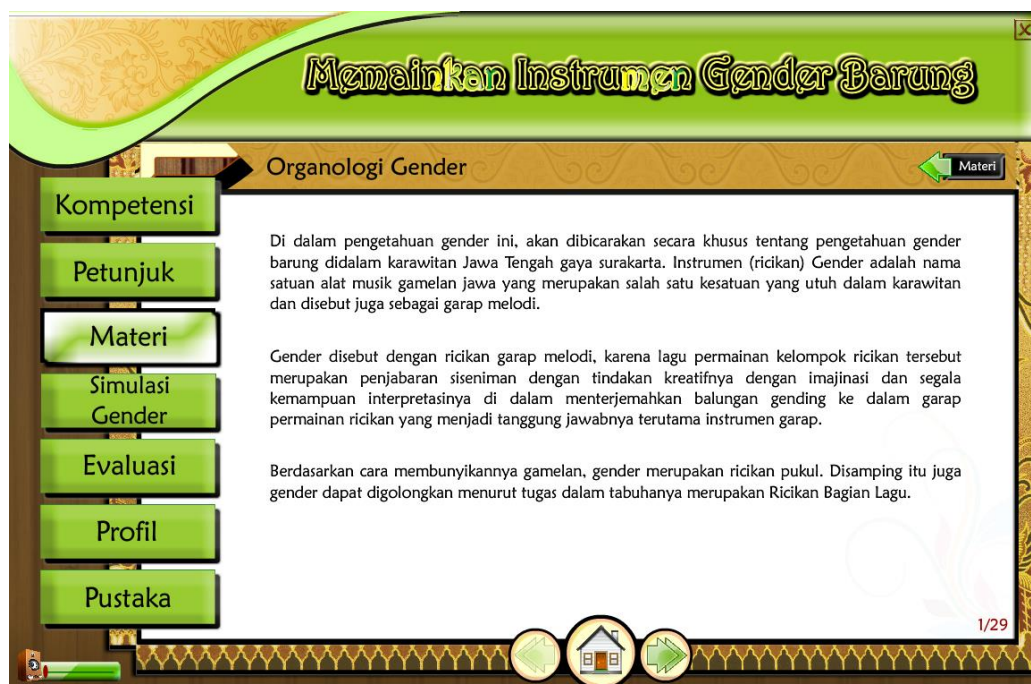 Memainkan Instrumen Gender Barung
X
Organologi Gender
Materi
Kompetensi
Petunjuk
Materi
Simulasi
Gender
Evaluasi
Profil
Pustaka
Di dalam pengetahuan gender ini, akan dibicarakan secara khusus tentang pengetahuan gender
barung didalam karawitan Jawa Tengah gaya surakarta. Instrumen (ricikan) Gender adalah nama
satuan alat musik gamelan jawa yang merupakan salah satu kesatuan yang utuh dalam karawitan
dan disebut juga sebagai garap melodi.
Gender disebut dengan ricikan garap melodi, karena lagu permainan kelompok ricikan tersebut
merupakan penjabaran siseniman dengan tindakan kreatifnya dengan imajinasi dan segala
kemampuan interpretasinya di dalam menterjemahkan balungan gending ke dalam garap
permainan ricikan yang menjadi tanggung jawabnya terutama instrumen garap.
Berdasarkan cara membunyikannya gamelan, gender merupakan ricikan pukul. Disamping itu juga
gender dapat digolongkan menurut tugas dalam tabuhanya merupakan Ricikan Bagian Lagu.
1/29